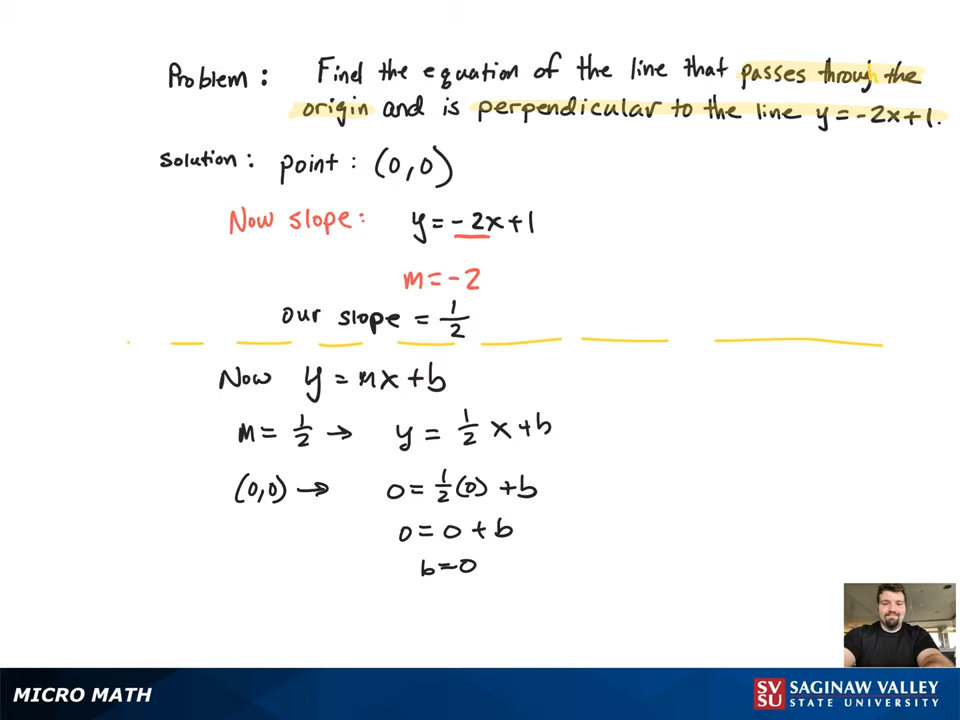 Problem: Find the equation of the line that passes through the
origin and is perpendicular to the line y = -2x+1.
Solution: point: (0,0)
Now slope: y = -2x+1
m = -2
our slope = 1/2
Now y = mx+b
m = 1/2 → y = 1/2 x+b
(0,0) → 0 = 1/2(0) + b
0 = 0 + b
b=0
MICRO MATH
SV SU SAGINAW VALLEY
STATE UNIVERSITY